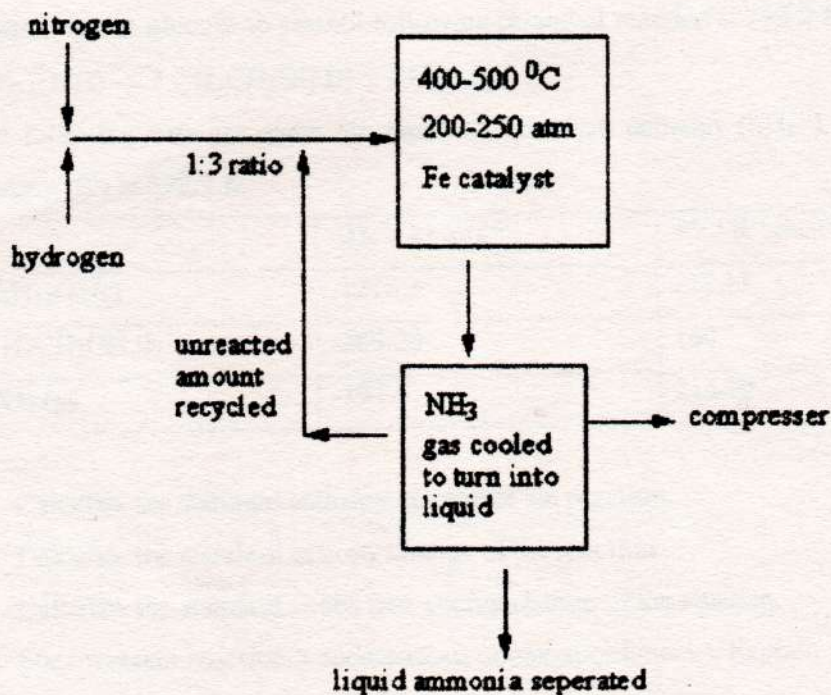 nitrogen
400-500 ⁰C
200-250 atm
Fe catalyst
1:3 ratio
hydrogen
unreacted
amount
recycled
NH₃
gas cooled
to turn into
liquid
compresser
liquid ammonia seperated